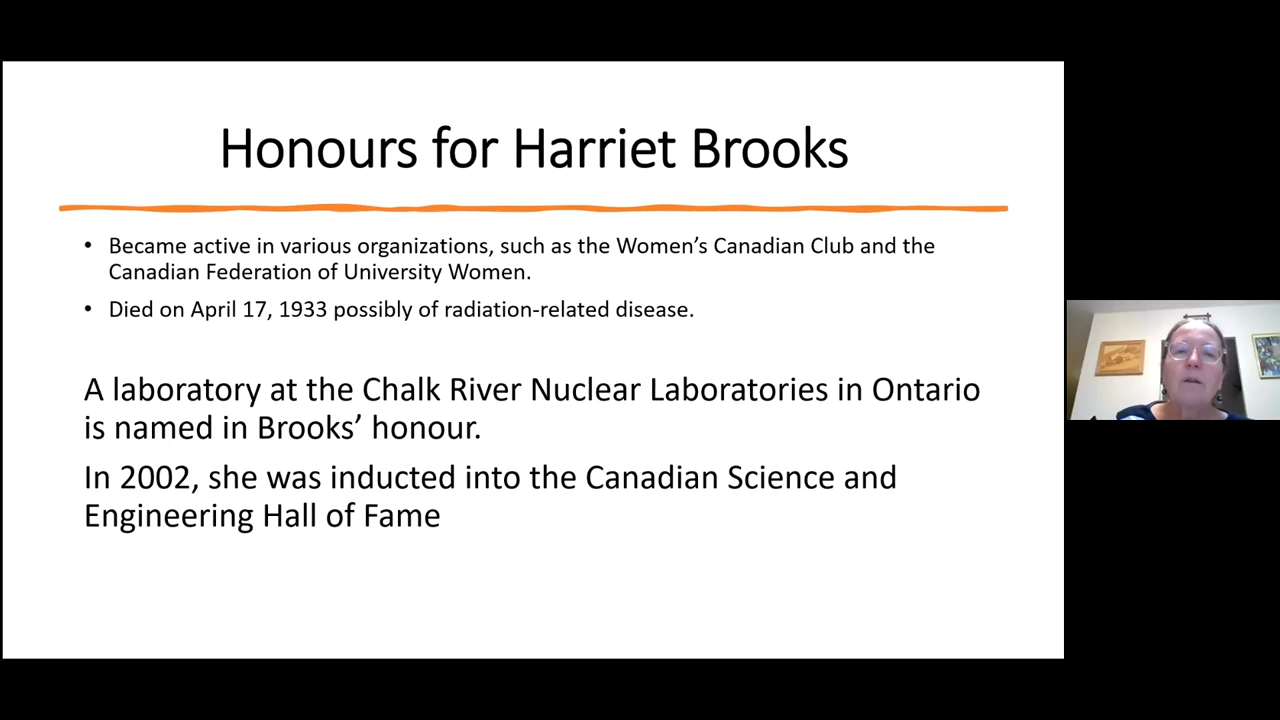 Honours for Harriet Brooks
• Became active in various organizations, such as the Women’s Canadian Club and the
Canadian Federation of University Women.
• Died on April 17, 1933 possibly of radiation-related disease.
A laboratory at the Chalk River Nuclear Laboratories in Ontario
is named in Brooks’ honour.
In 2002, she was inducted into the Canadian Science and
Engineering Hall of Fame